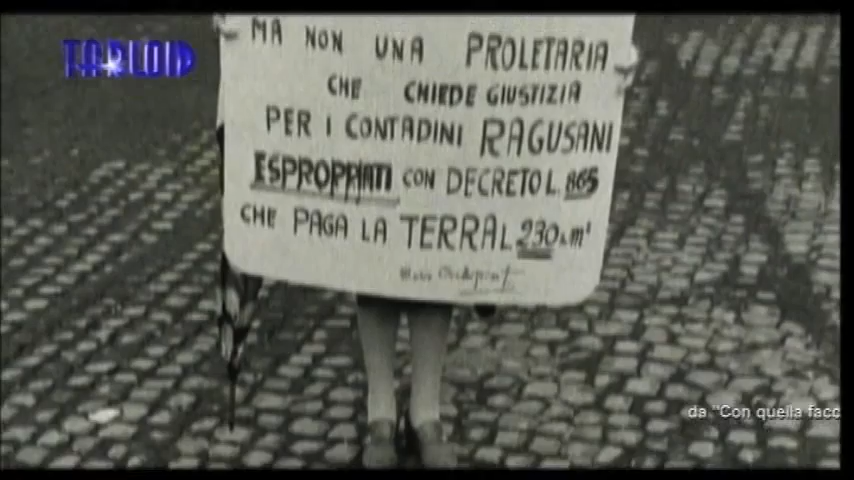 TABLOID
MA NON UNA PROLETARIA
CHE CHIEDE GIUSTIZIA
PER I CONTADINI RAGUSANI
ESPROPRIATI CON DECRETO L. 865
CHE PAGA LA TERRA L 230 m²
da "Con quella facc